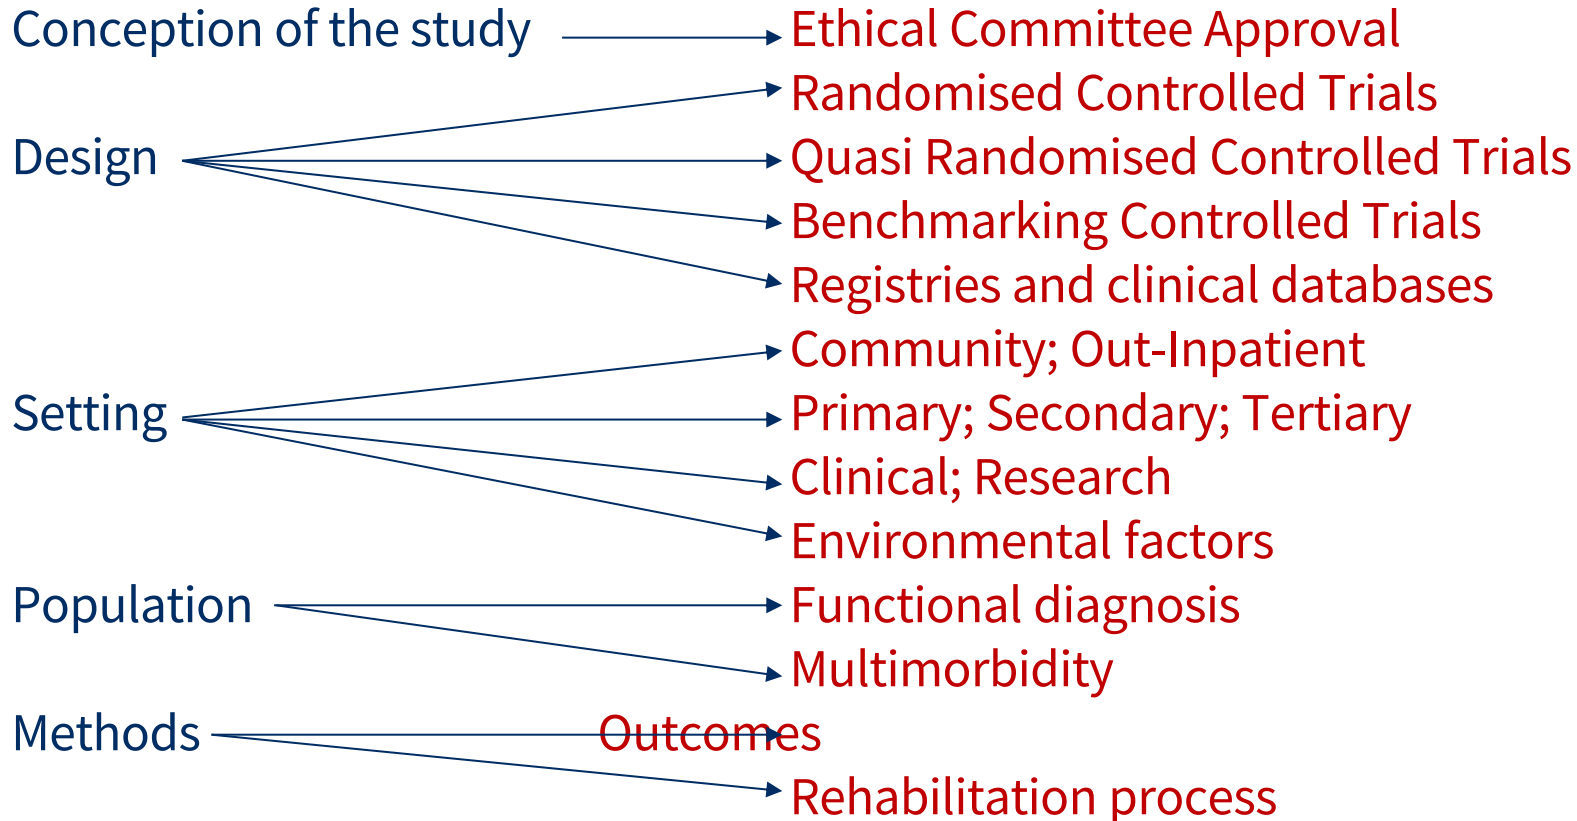 Conception of the study Ethical Committee Approval
Randomised Controlled Trials
Design Quasi Randomised Controlled Trials
Benchmarking Controlled Trials
Registries and clinical databases
Community; Out-Inpatient
Setting Primary; Secondary; Tertiary
Clinical; Research
Environmental factors
Population Functional diagnosis
Multimorbidity
Methods Outcomes
Rehabilitation process